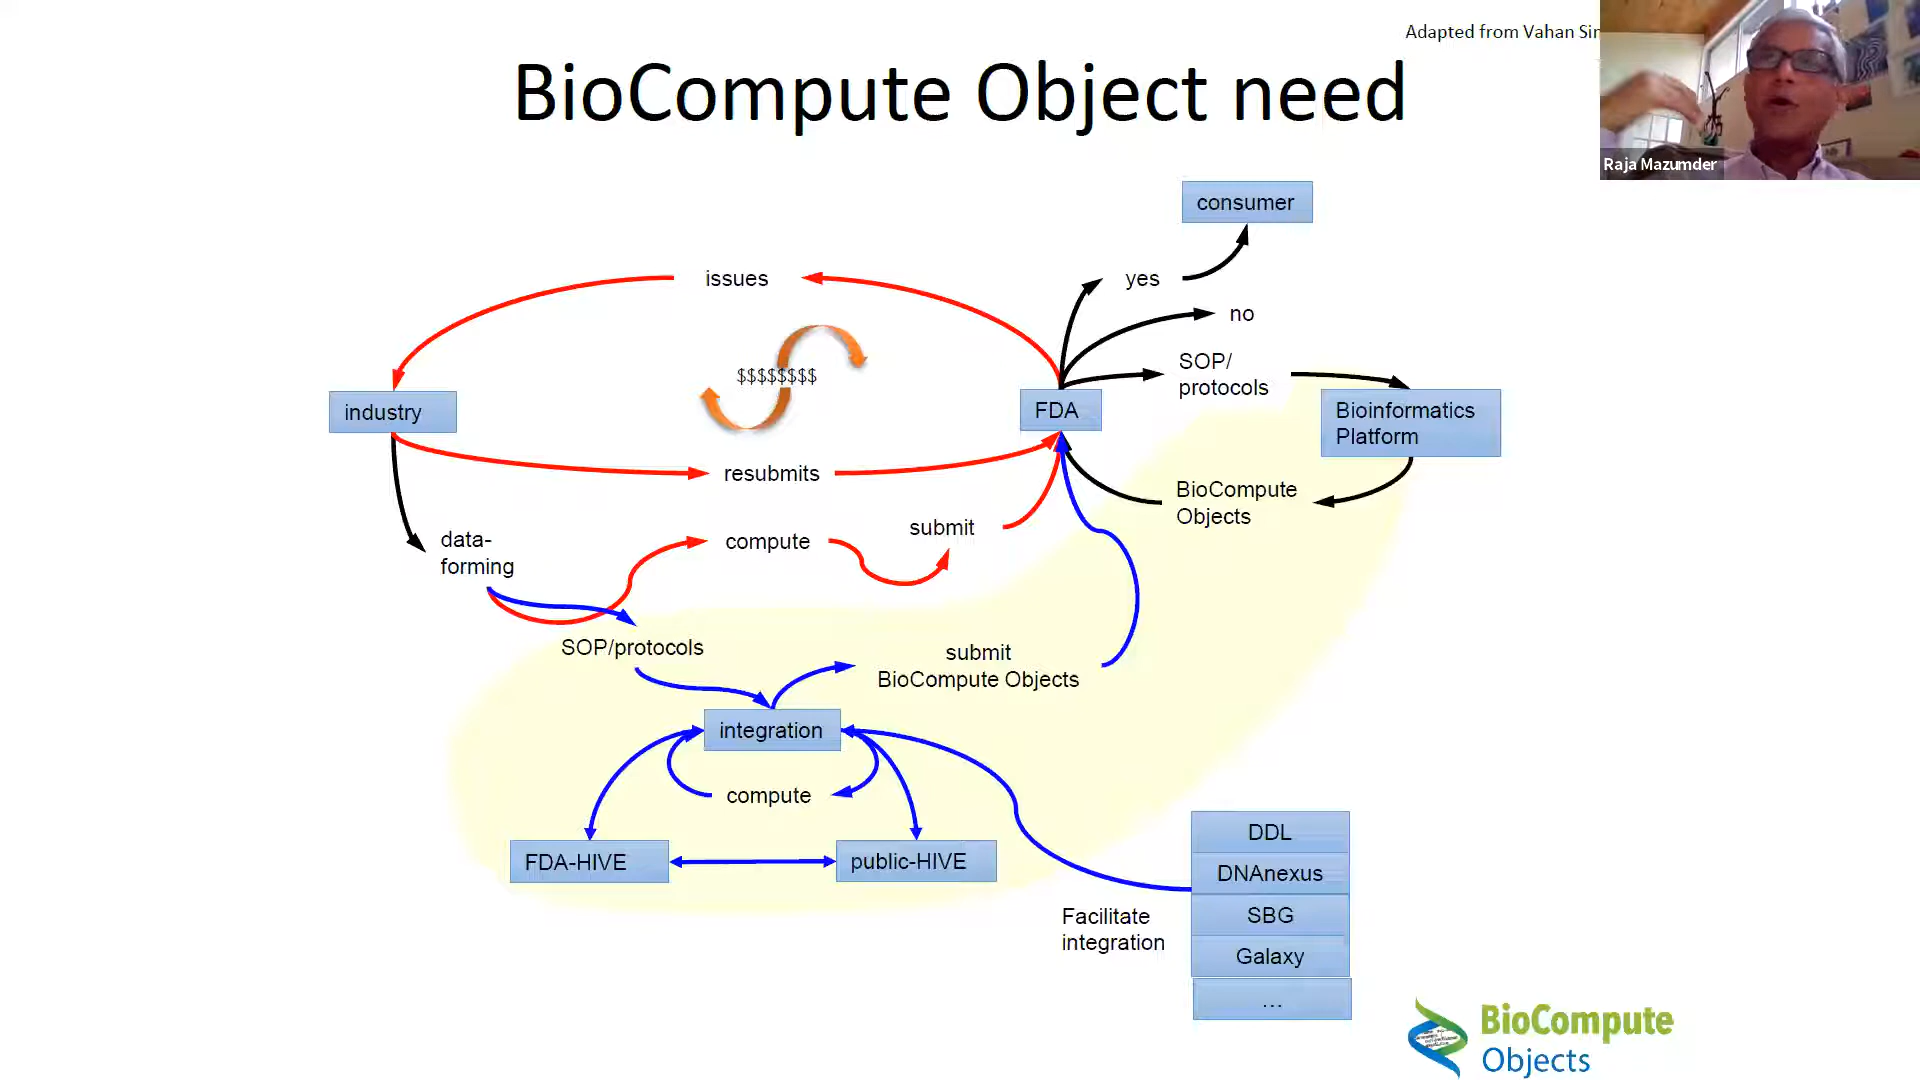 Adapted from Vahan
BioCompute Object need
Raja Mazumder
consumer
issues
yes
no
SOP/
protocols
$$$$$$$$
industry
FDA
Bioinformatics
Platform
resubmits
BioCompute
Objects
data-
forming
compute
submit
SOP/protocols
submit
BioCompute Objects
integration
compute
FDA-HIVE
public-HIVE
DDL
DNAnexus
SBG
Galaxy
...
Facilitate
integration
BioCompute
Objects